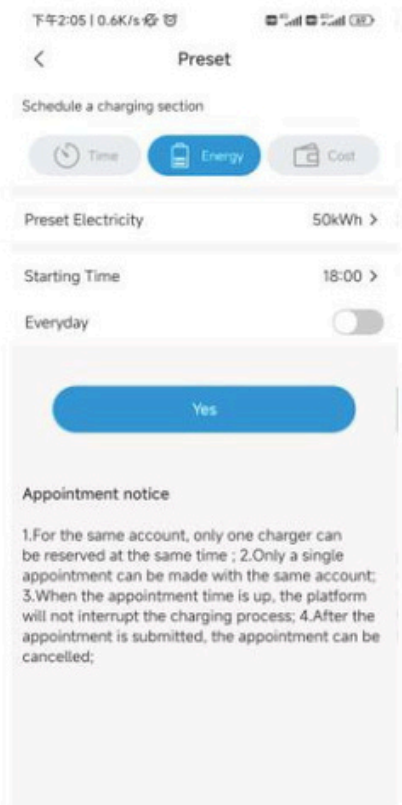 下午2:05 | 0.6K/s
Preset
Schedule a charging section
Time Energy Cost
Preset Electricity 50kWh >
Starting Time 18:00 >
Everyday
Yes
Appointment notice
1.For the same account, only one charger can
be reserved at the same time ; 2.Only a single
appointment can be made with the same account;
3.When the appointment time is up, the platform
will not interrupt the charging process; 4.After the
appointment is submitted, the appointment can be
cancelled;